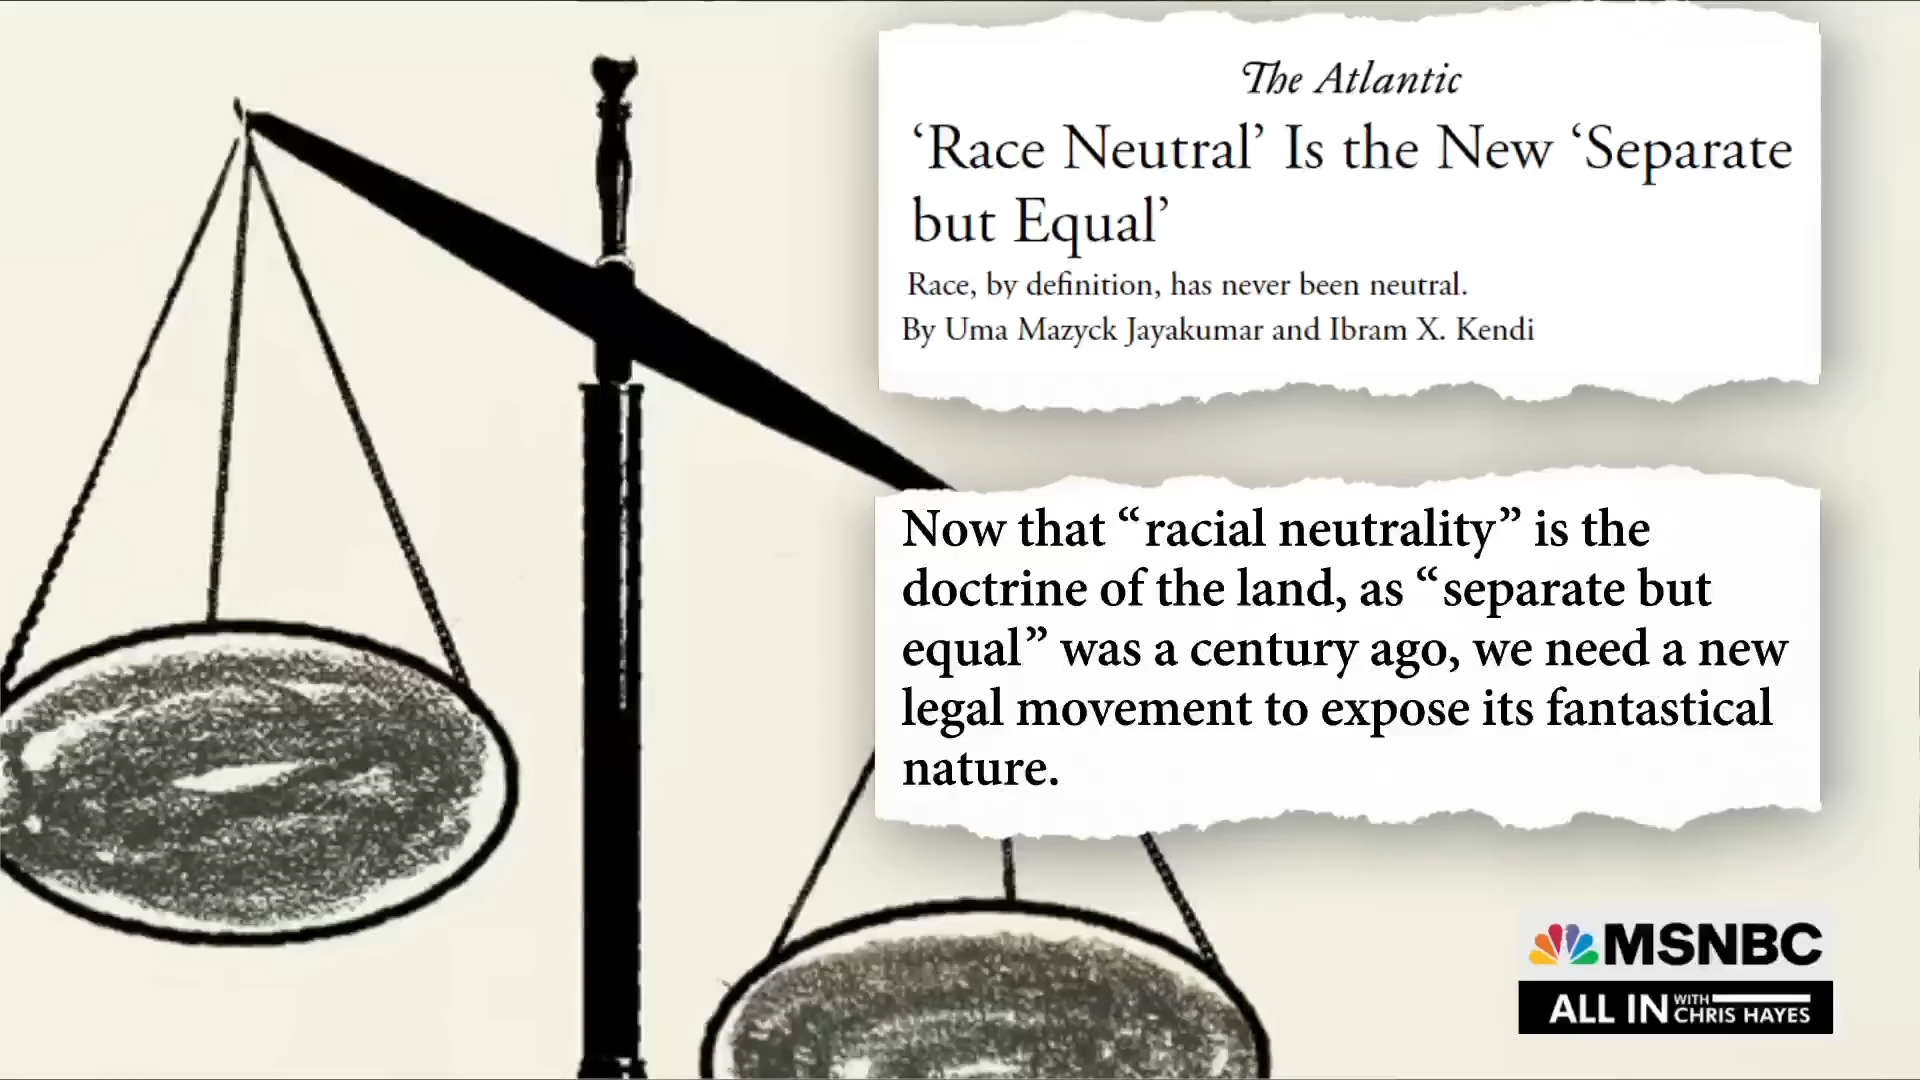 The Atlantic
‘Race Neutral’ Is the New ‘Separate
but Equal’
Race, by definition, has never been neutral.
By Uma Mazyck Jayakumar and Ibram X. Kendi
Now that “racial neutrality” is the
doctrine of the land, as “separate but
equal” was a century ago, we need a new
legal movement to expose its fantastical
nature.
MSNBC
ALL IN WITH CHRIS HAYES